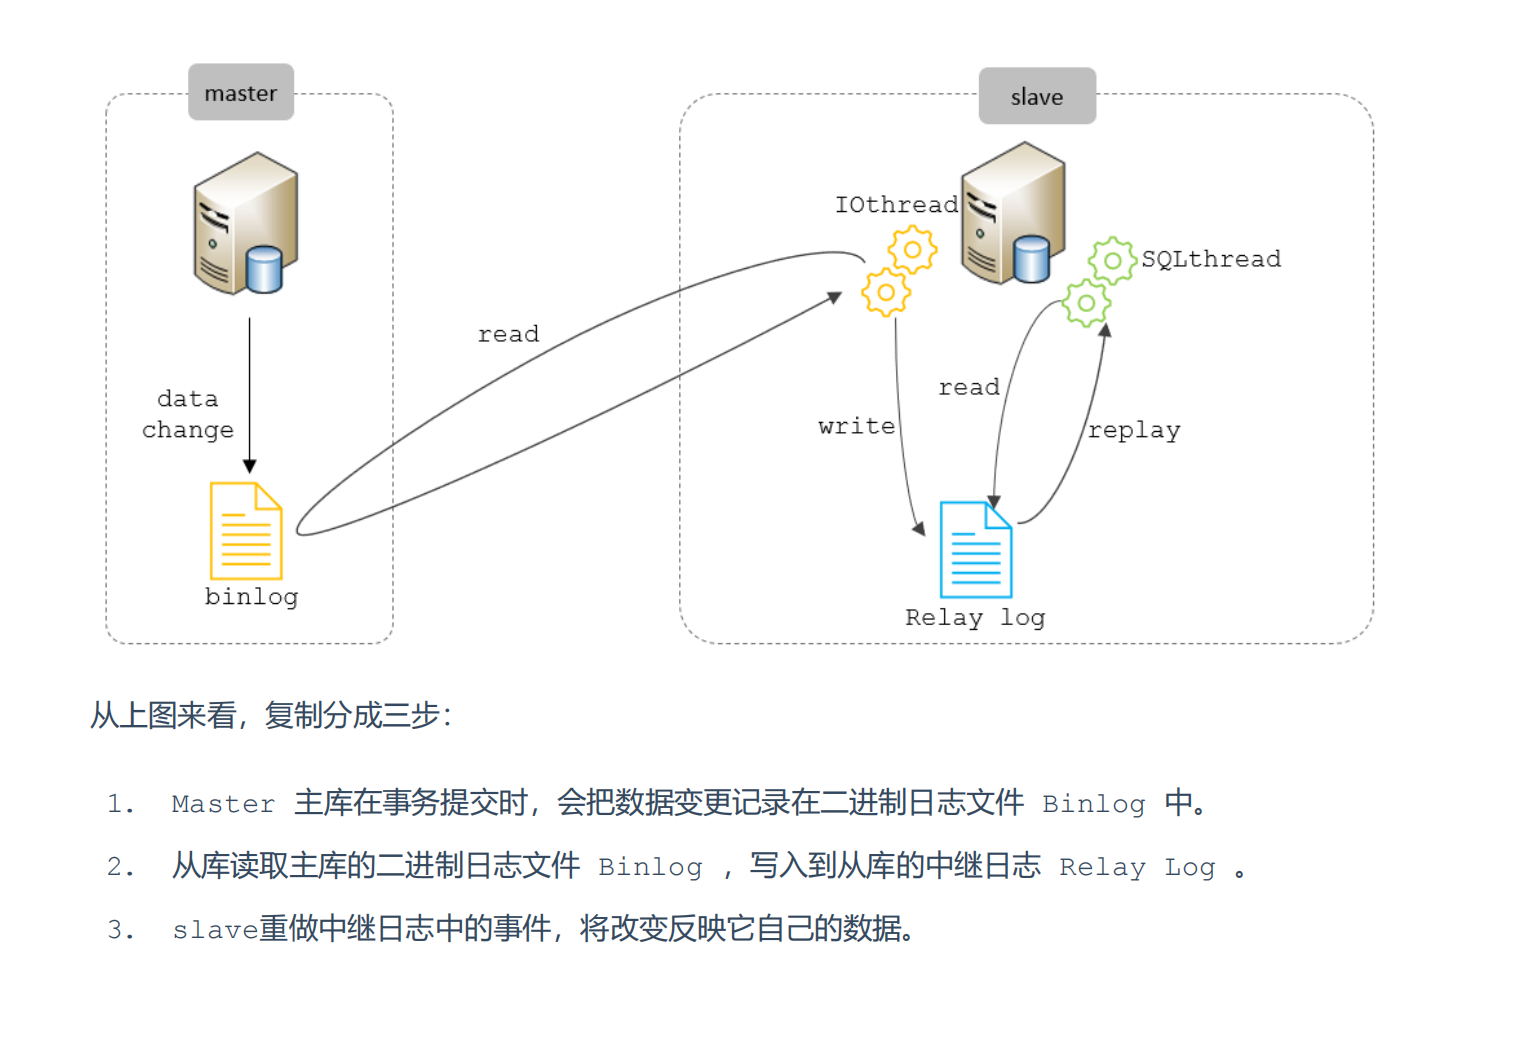 master
slave
IOthread
SQLthread
read
data
change
read
write
replay
binlog
Relay log
从上图来看，复制分成三步：
1. Master 主库在事务提交时，会把数据变更记录在二进制日志文件 Binlog 中。
2. 从库读取主库的二进制日志文件 Binlog ，写入到从库的中继日志 Relay Log 。
3. slave重做中继日志中的事件，将改变反映它自己的数据。